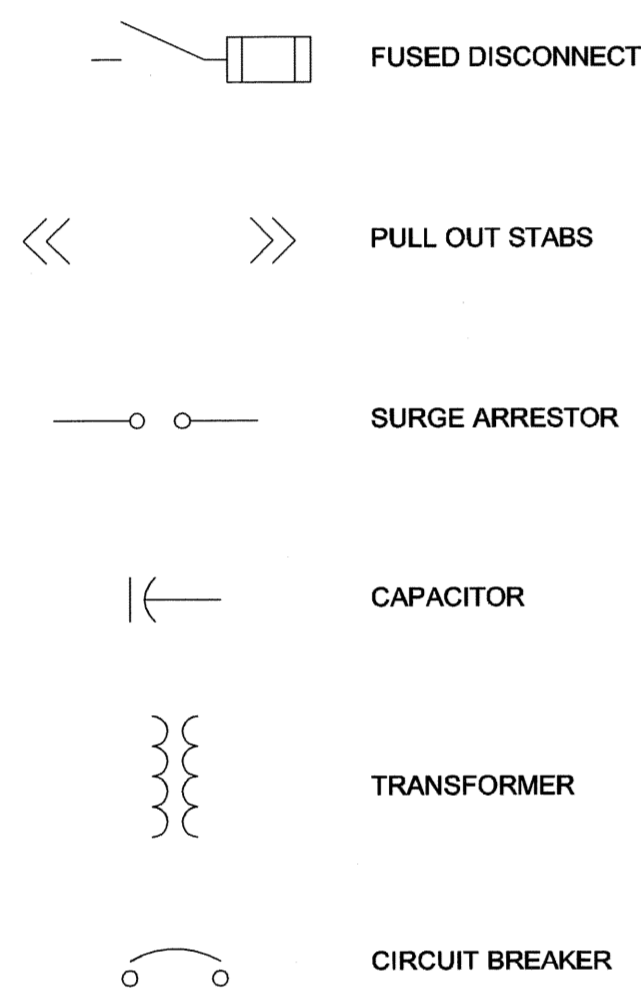 FUSED DISCONNECT
PULL OUT STABS
SURGE ARRESTOR
CAPACITOR
TRANSFORMER
CIRCUIT BREAKER